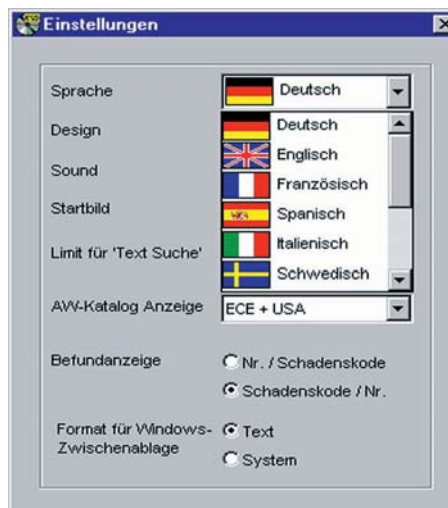 Einstellungen
Sprache
Deutsch
Design
Deutsch
Englisch
Sound
Französisch
Startbild
Spanisch
Limit für 'Text Suche'
Italienisch
Schwedisch
AW-Katalog Anzeige
ECE + USA
Befundanzeige
Nr. / Schadenskode
Schadenskode / Nr.
Format für Windows-
Zwischenablage
Text
System